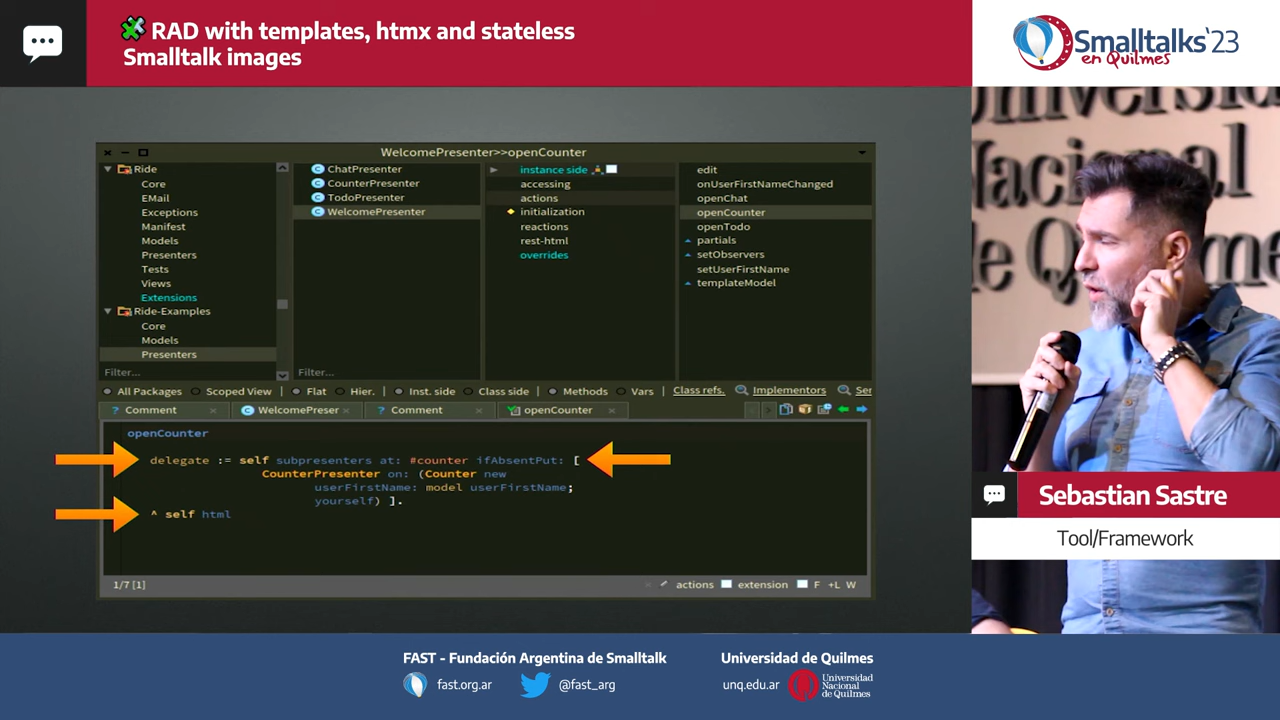 RAD with templates, htmx and stateless
Smalltalk images
Smalltalks'23
en Quilmes
WelcomePresenter>>openCounter
Ride
Core
EMail
Exceptions
Manifest
Models
Presenters
Tests
Views
Extensions
Ride-Examples
Core
Models
Presenters
Filter...
ChatPresenter
CounterPresenter
TodoPresenter
WelcomePresenter
Filter...
instance side
accessing
actions
initialization
reactions
rest-html
overrides
edit
onUserFirstNameChanged
openChat
openCounter
openTodo
partials
setObservers
setUserFirstName
templateModel
All Packages Scoped View | Flat Hier. | Inst. side Class side | Methods Vars | Class refs. Implementors Ser
? Comment × WelcomePreser × ? Comment × openCounter ×
openCounter
delegate := self subpresenters at: #counter ifAbsentPut: [
CounterPresenter on: (Counter new
userFirstName: model userFirstName;
yourself) ].
^ self html
1/7 [1]
actions extension F +L W
Nacional
de Quilmes
Sebastian Sastre
Tool/Framework
FAST - Fundación Argentina de Smalltalk
fast.org.ar @fast_arg
Universidad de Quilmes
unq.edu.ar
Universidad
Nacional
de Quilmes